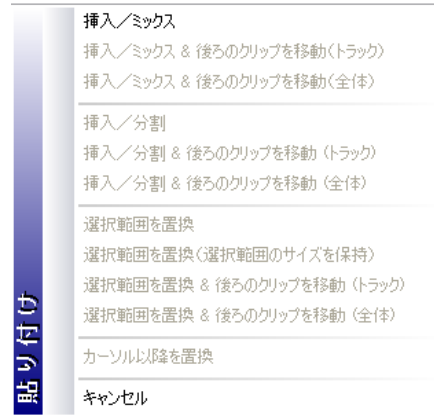 挿入／ミックス
挿入／ミックス & 後ろのクリップを移動(トラック)
挿入／ミックス & 後ろのクリップを移動(全体)
挿入／分割
挿入／分割 & 後ろのクリップを移動 (トラック)
挿入／分割 & 後ろのクリップを移動 (全体)
選択範囲を置換
選択範囲を置換(選択範囲のサイズを保持)
選択範囲を置換 & 後ろのクリップを移動 (トラック)
選択範囲を置換 & 後ろのクリップを移動 (全体)
カーソル以降を置換
キャンセル
貼り付け